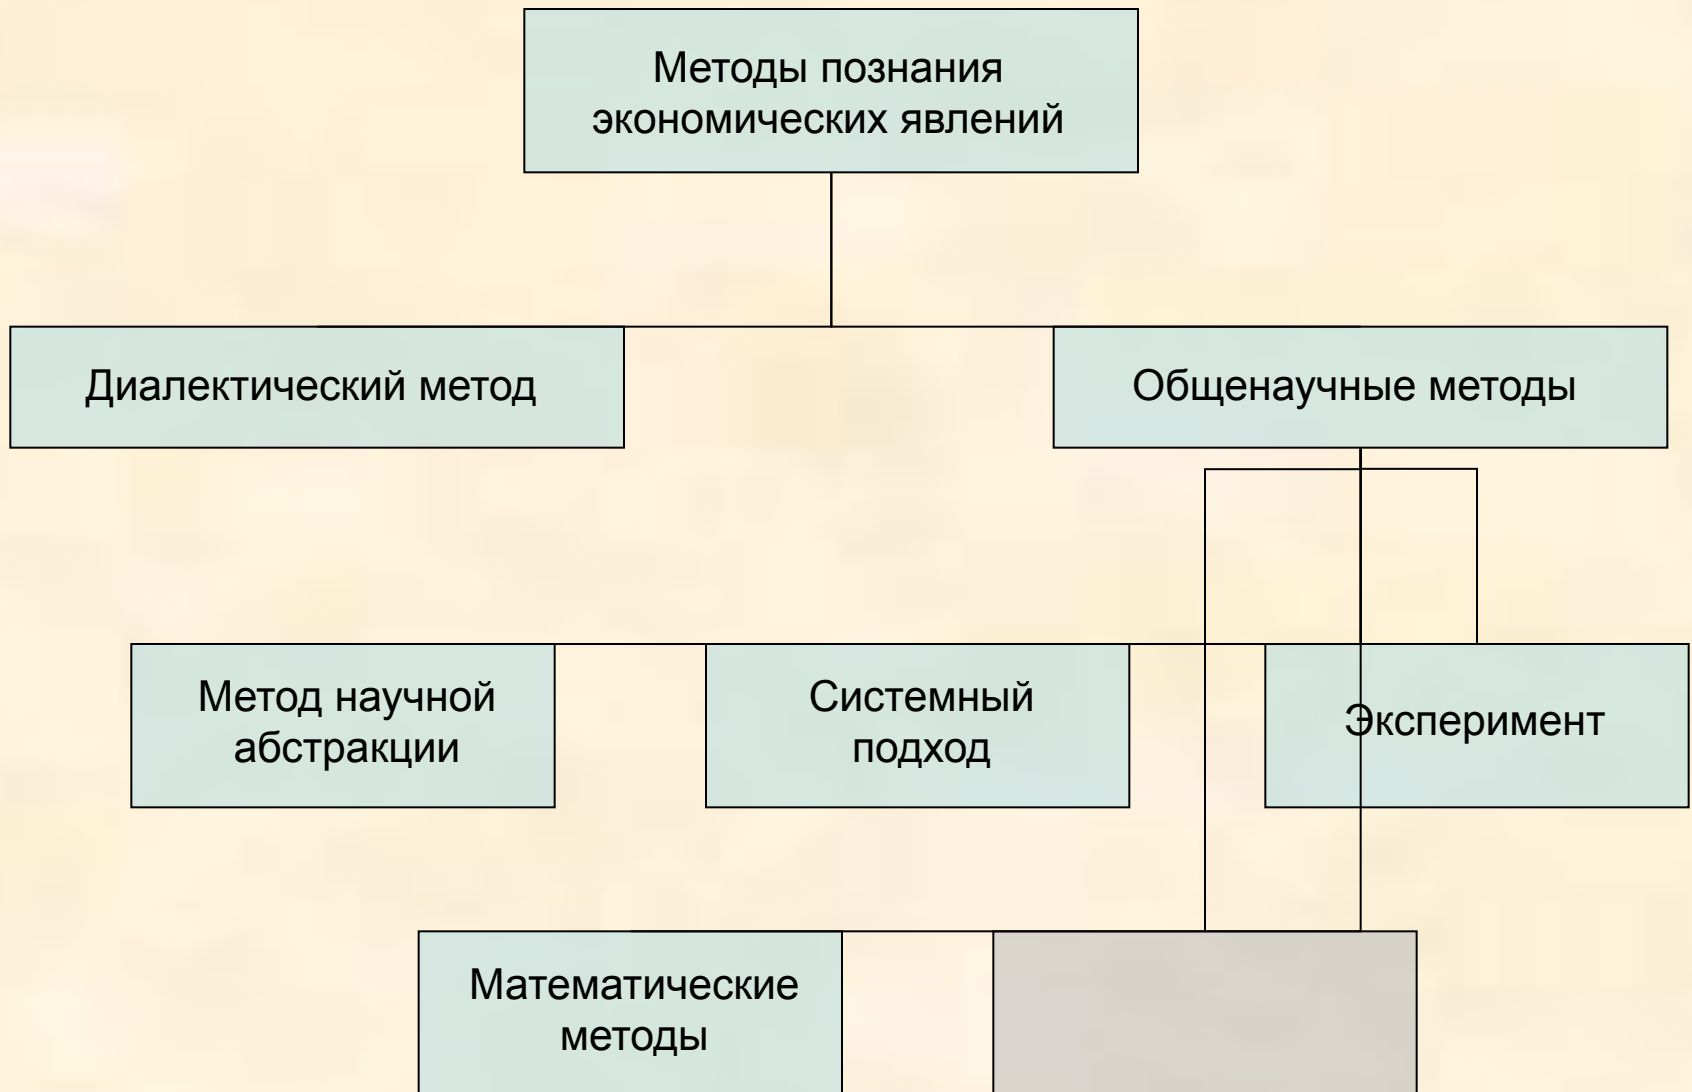 Методы познания
экономических явлений
Диалектический метод
Общенаучные методы
Метод научной
абстракции
Системный
подход
Эксперимент
Математические
методы